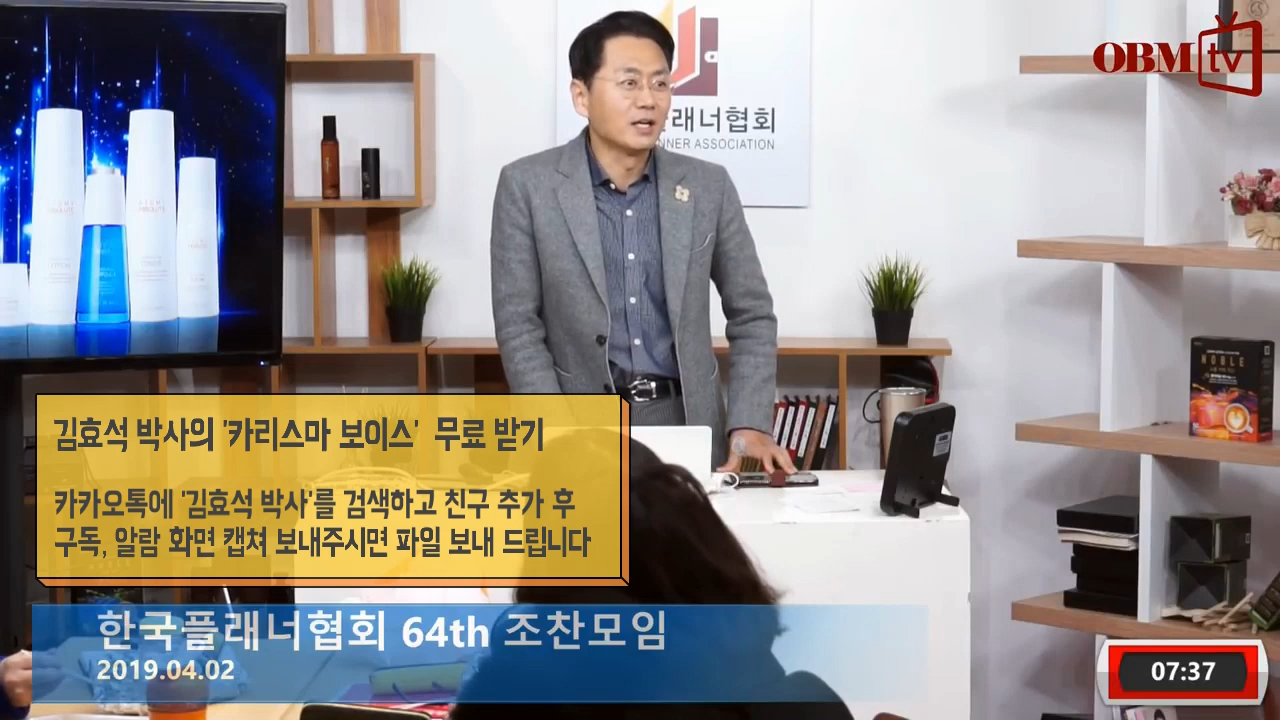 OBM tv
래너협회
NNER ASSOCIATION
NOBLE
김효석 박사의 '카리스마 보이스' 무료 받기
카카오톡에 '김효석 박사'를 검색하고 친구 추가 후
구독, 알람 화면 캡쳐 보내주시면 파일 보내 드립니다
한국플래너협회 64th 조찬모임
2019.04.02
07:37